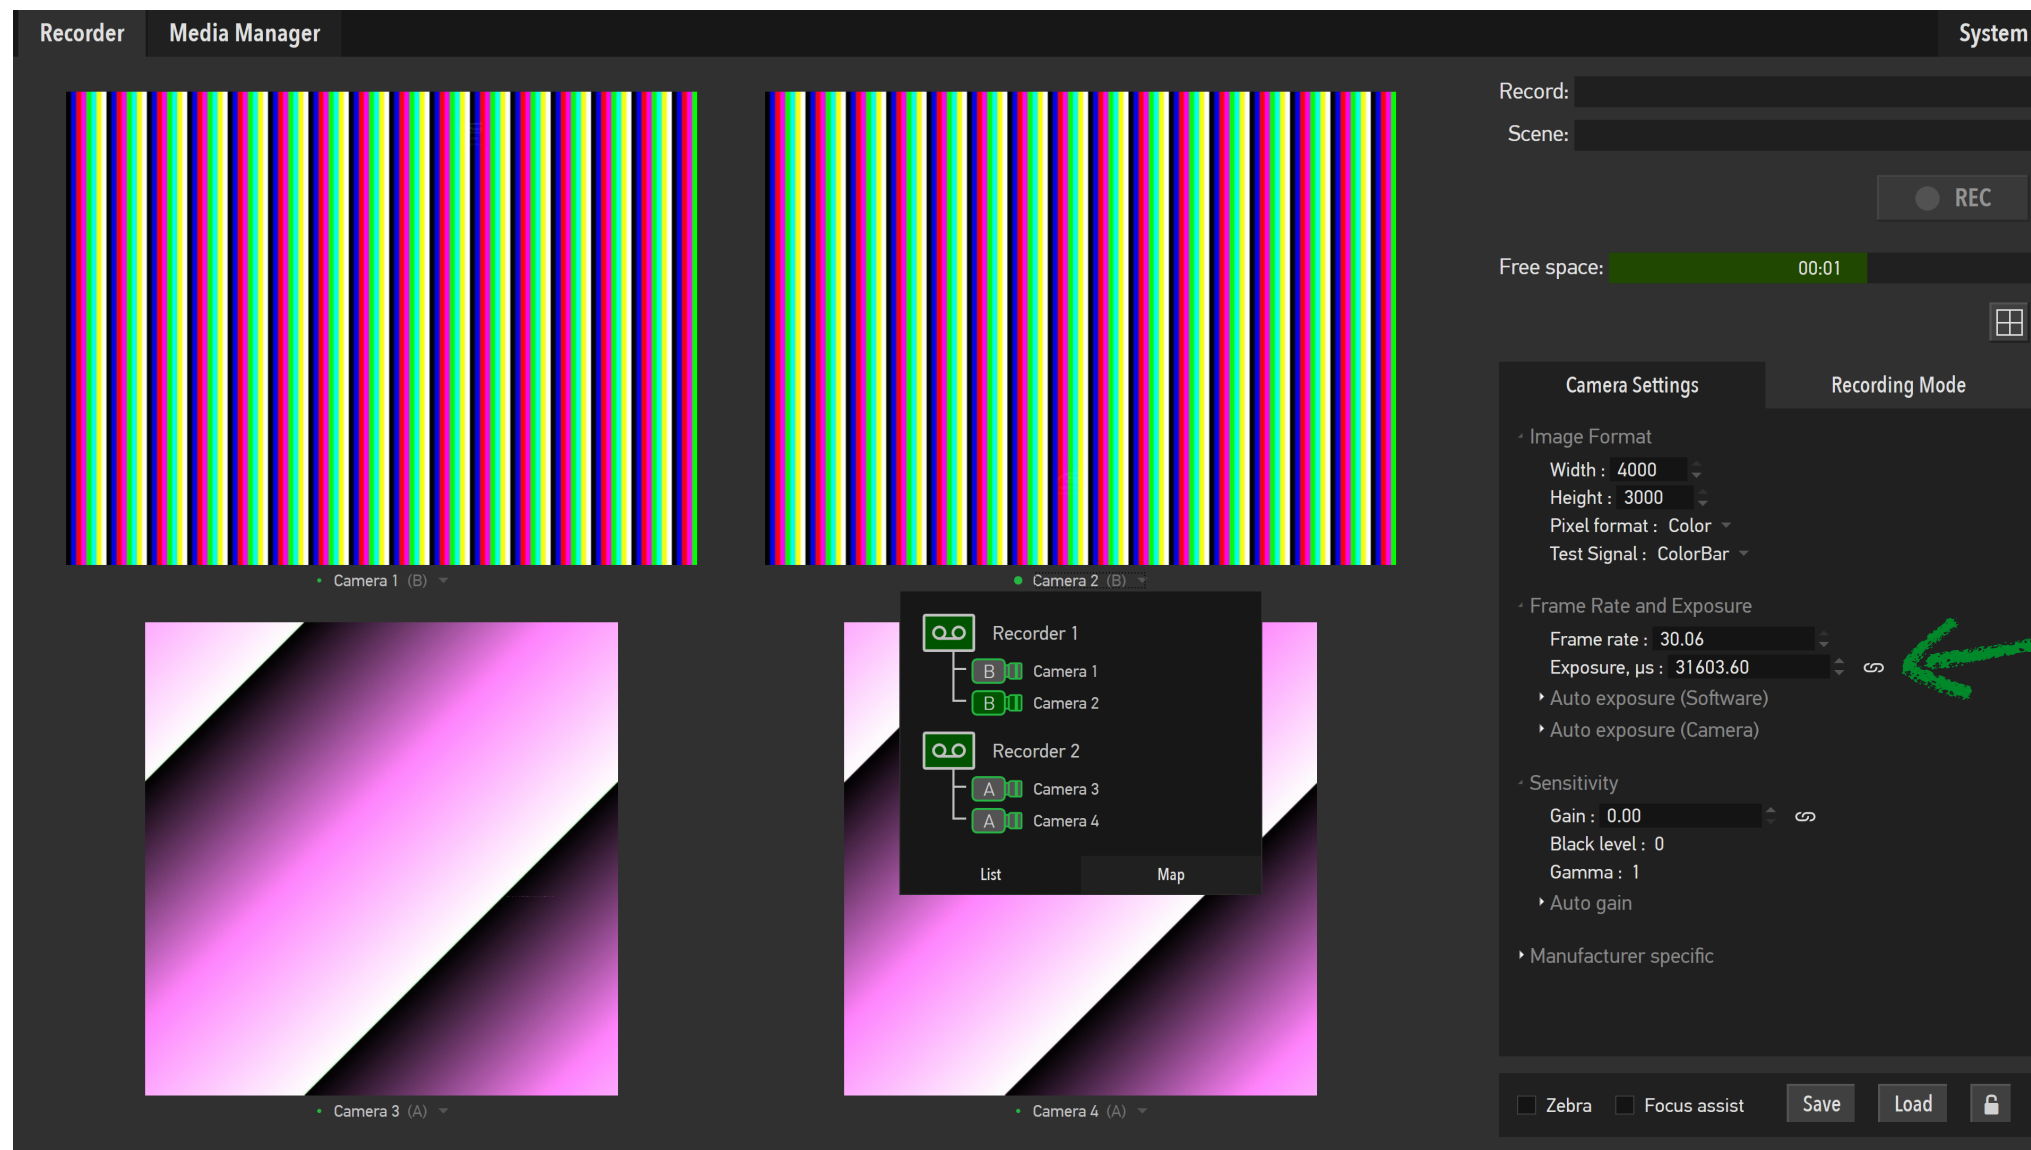 Recorder Media Manager System
Record:
Scene:
REC
Free space: 00:01
Camera 1 (B)
Camera 2 (B)
Recorder 1
B Camera 1
B Camera 2
Recorder 2
A Camera 3
A Camera 4
List Map
Camera 3 (A)
Camera 4 (A)
Camera Settings Recording Mode
Image Format
Width : 4000
Height : 3000
Pixel format : Color
Test Signal : ColorBar
Frame Rate and Exposure
Frame rate : 30.06
Exposure, µs : 31603.60
Auto exposure (Software)
Auto exposure (Camera)
Sensitivity
Gain : 0.00
Black level : 0
Gamma : 1
Auto gain
Manufacturer specific
Zebra Focus assist Save Load